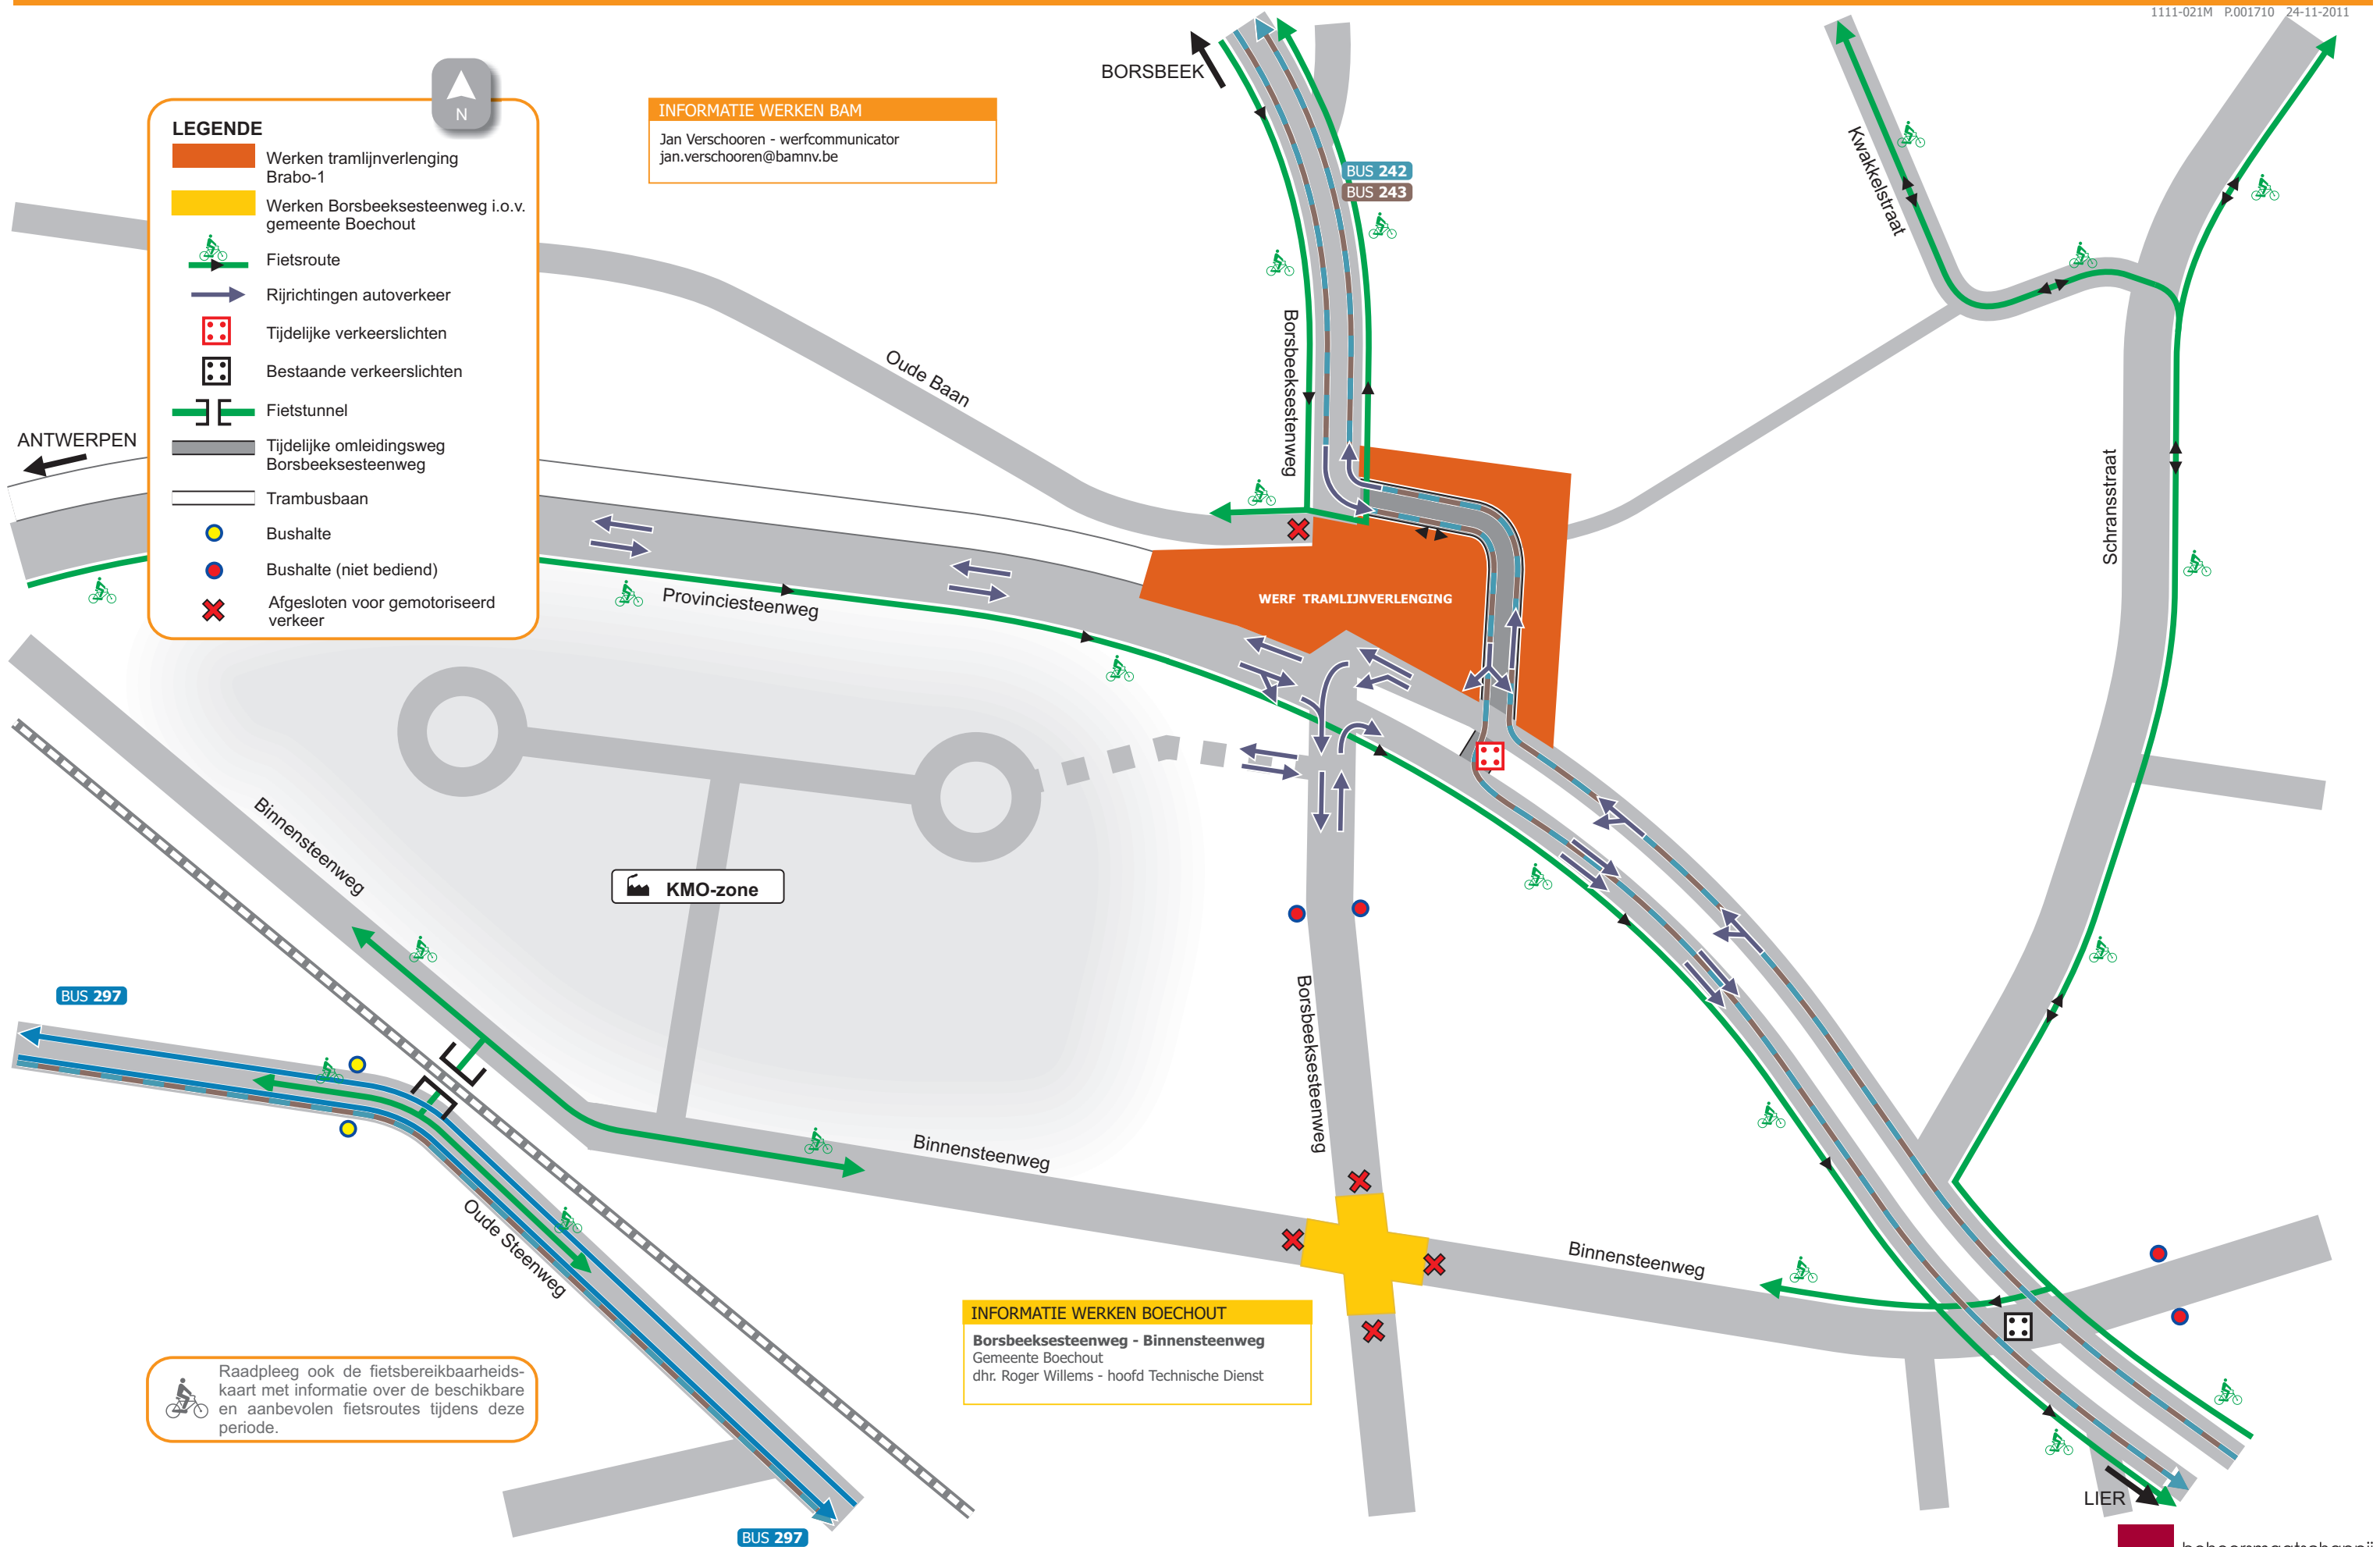 1111-021M P.001710 24-11-2011
BORSBEEK
N
LEGENDE
Werken tramlijnverlenging
Brabo-1
Werken Borsbeeksesteenweg i.o.v.
gemeente Boechout
Fietsroute
Rijrichtingen autoverkeer
Tijdelijke verkeerslichten
Bestaande verkeerslichten
Fietstunnel
Tijdelijke omleidingsweg
Borsbeeksesteenweg
Trambusbaan
Bushalte
Bushalte (niet bediend)
Afgesloten voor gemotoriseerd
verkeer
INFORMATIE WERKEN BAM
Jan Verschooren - werfcommunicator
jan.verschooren@bamnv.be
BUS 242
BUS 243
Kwakkelstraat
Oude Baan
Borsbeeksestenweg
ANTWERPEN
Schransstraat
Provinciesteenweg
WERF TRAMLIJNVERLENGING
Binnensteenweg
KMO-zone
BUS 297
Borsbeeksesteenweg
Binnensteenweg
Oude Steenweg
Binnensteenweg
INFORMATIE WERKEN BOECHOUT
Borsbeeksesteenweg - Binnensteenweg
Gemeente Boechout
dhr. Roger Willems - hoofd Technische Dienst
Raadpleeg ook de fietsbereikbaarheids-
kaart met informatie over de beschikbare
en aanbevolen fietsroutes tijdens deze
periode.
LIER
BUS 297